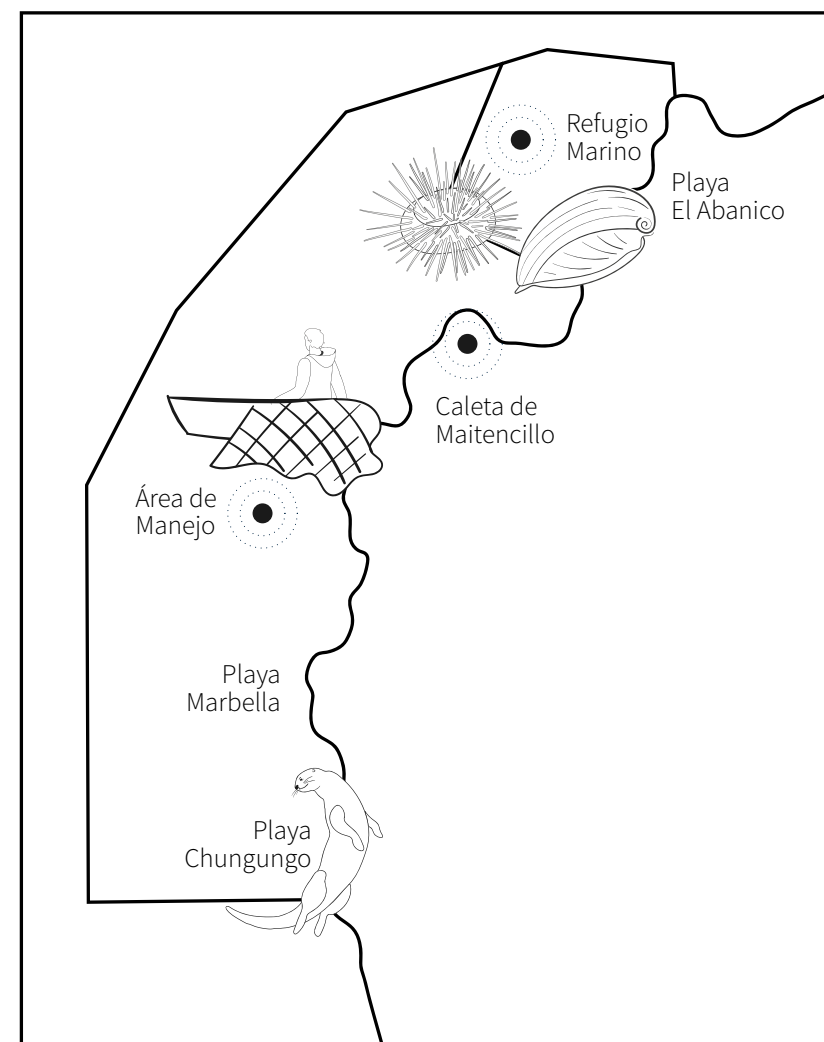 Refugio
Marino
Playa
El Abanico
Caleta de
Maitencillo
Área de
Manejo
Playa
Marbella
Playa
Chungungo